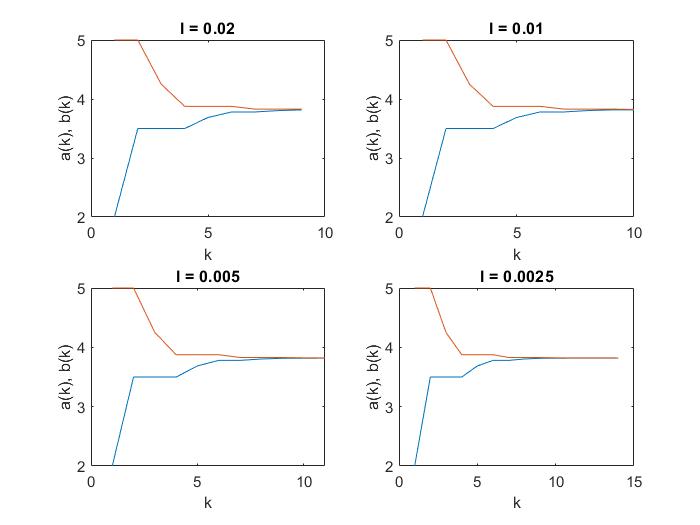 l = 0.02
5
4
3
2
a(k), b(k)
0 5 10
k
l = 0.01
5
4
3
2
a(k), b(k)
0 5 10
k
l = 0.005
5
4
3
2
a(k), b(k)
0 5 10
k
l = 0.0025
5
4
3
2
a(k), b(k)
0 5 10 15
k